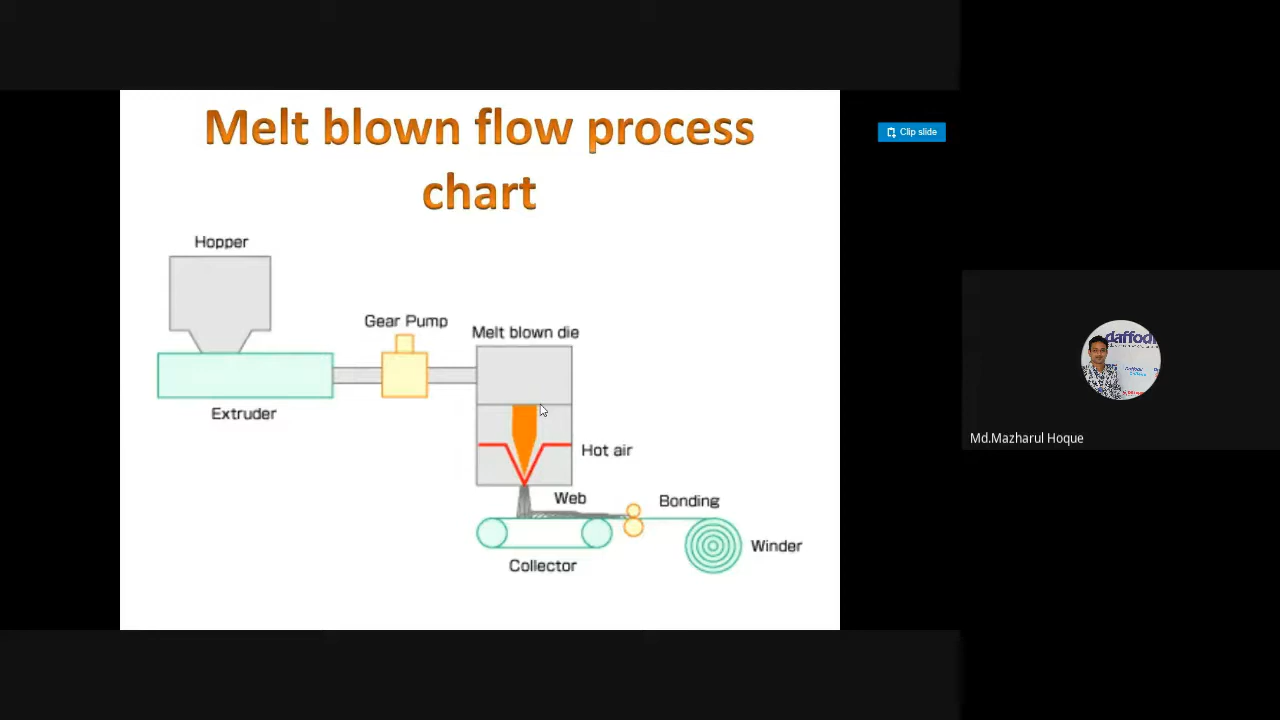 Melt blown flow process
chart
Clip slide
Hopper
Gear Pump
Melt blown die
Extruder
Hot air
Web
Bonding
Winder
Collector
daffodil
Md.Mazharul Hoque